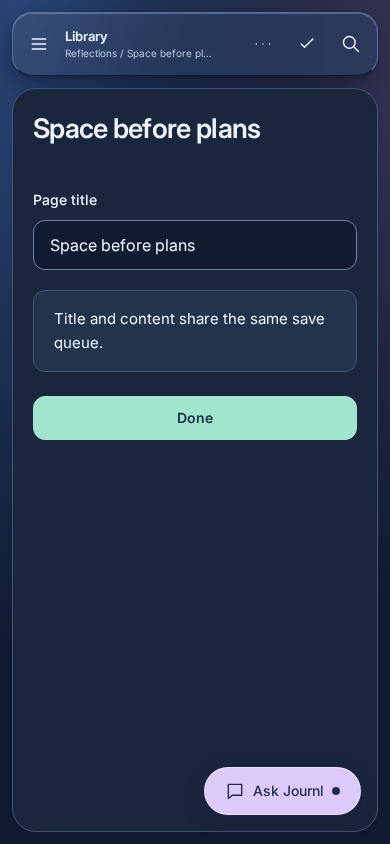 Library
Reflections / Space before pl...
Space before plans
Page title
Space before plans
Title and content share the same save
queue.
Done
Ask Journl